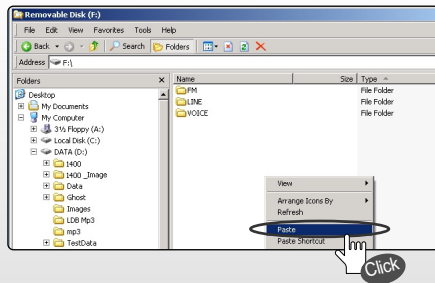 Removable Disk (F:)
File Edit View Favorites Tools Help
Back Search Folders
Address F:\
Folders
Name Size Type
Desktop
My Documents
My Computer
3½ Floppy (A:)
Local Disk (C:)
DATA (D:)
1400
1400 _Image
Data
Ghost
Images
LDB Mp3
mp3
TestData
FM File Folder
LINE File Folder
VOICE File Folder
View
Arrange Icons By
Refresh
Paste
Paste Shortcut
Click